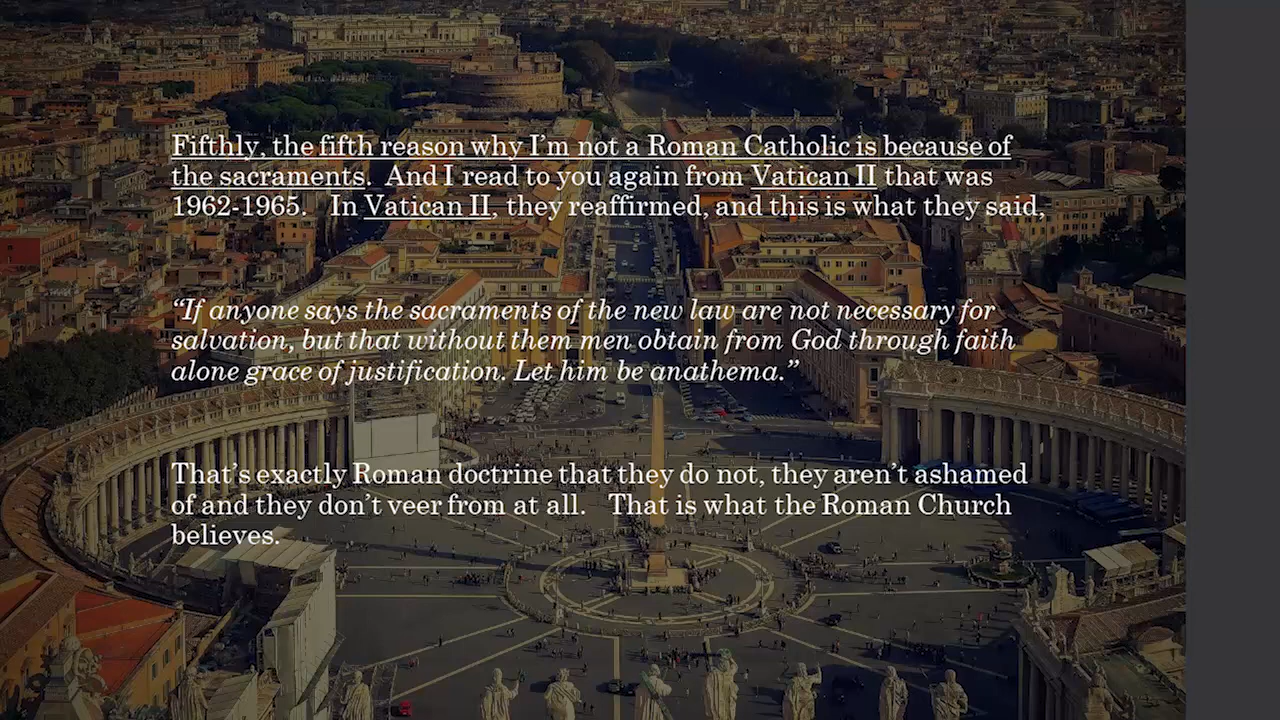 Fifthly, the fifth reason why I’m not a Roman Catholic is because of
the sacraments.  And I read to you again from Vatican II that was
1962-1965.   In Vatican II, they reaffirmed, and this is what they said,
“If anyone says the sacraments of the new law are not necessary for
salvation, but that without them men obtain from God through faith
alone grace of justification. Let him be anathema.”
That’s exactly Roman doctrine that they do not, they aren’t ashamed
of and they don’t veer from at all.   That is what the Roman Church
believes.